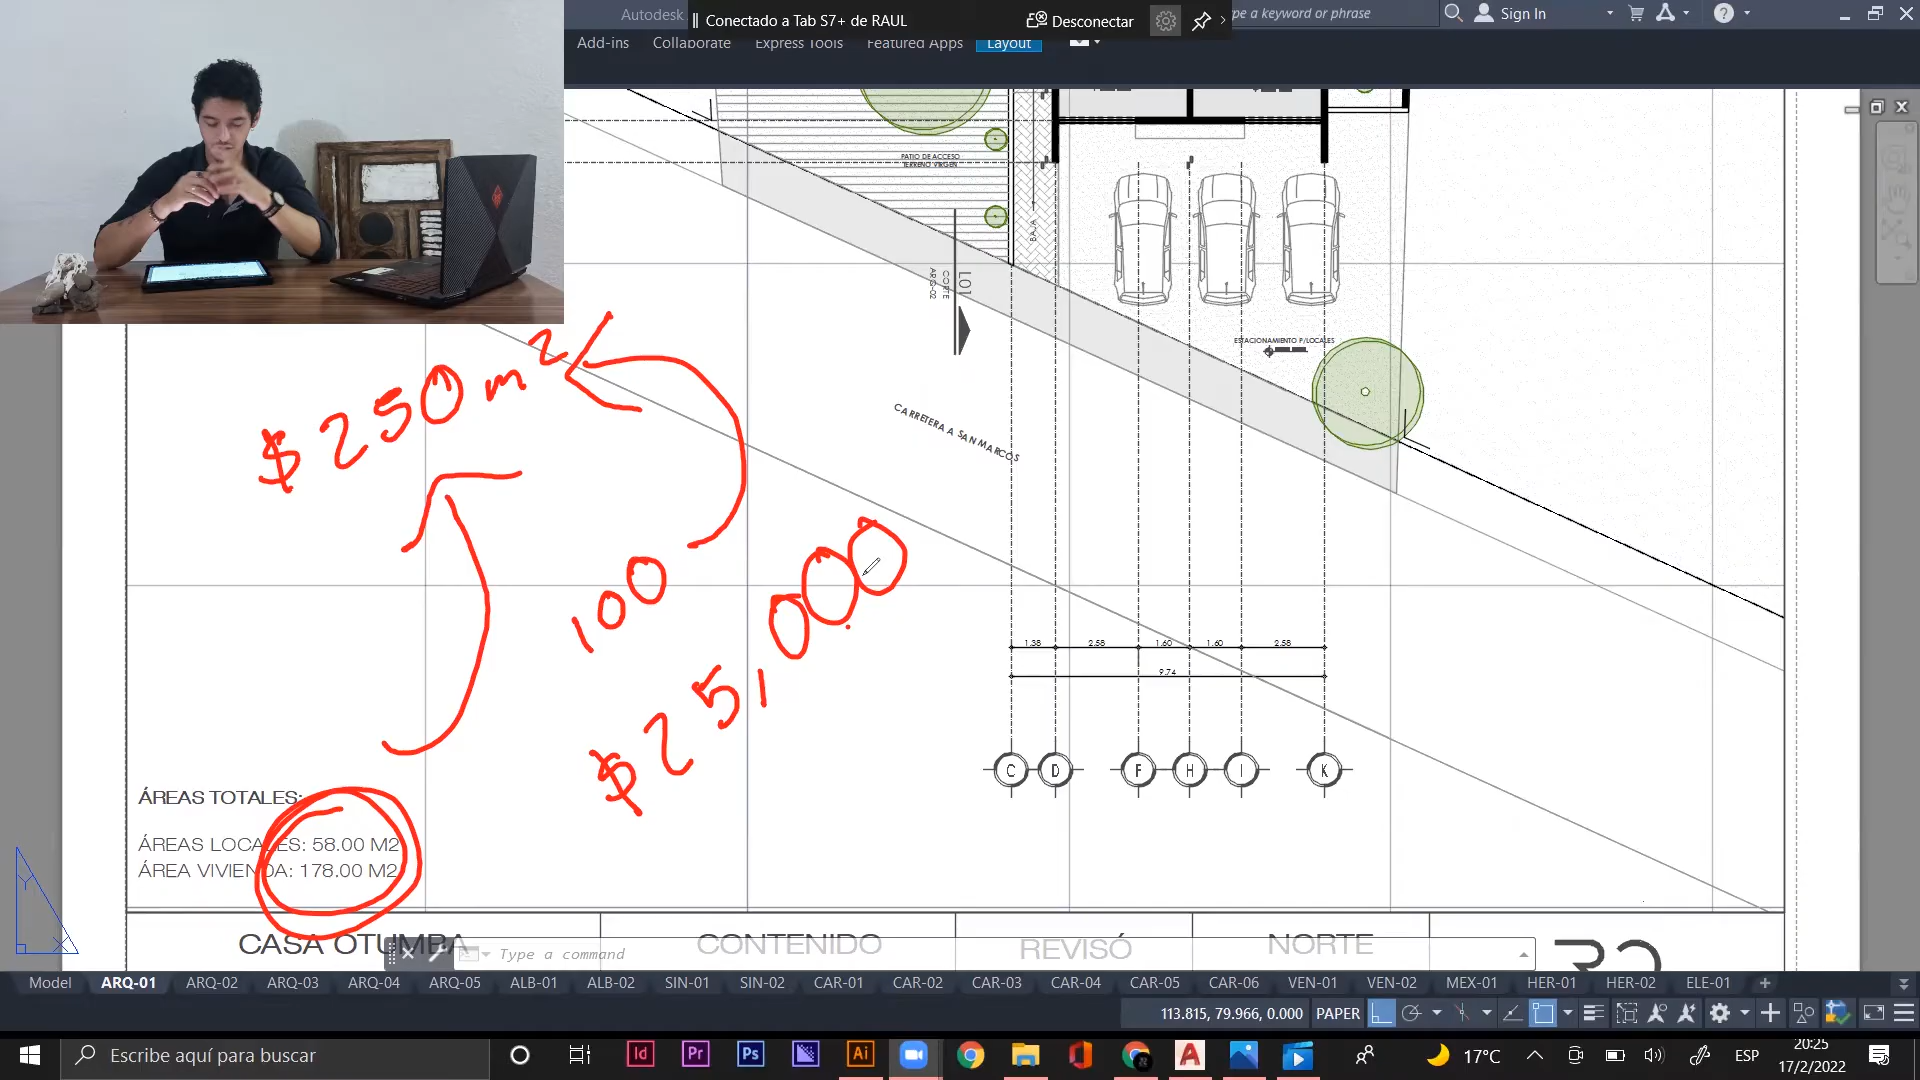 Autodesk
Conectado a Tab S7+ de RAUL
Desconectar
pe a keyword or phrase
Sign In
Add-ins
Collaborate
Express Tools
Featured Apps
Layout
PATIO DE ACCESO
TERRENO VIRGEN
BAJA
L01
CORTE
ARQ-02
ESTACIONAMIENTO P/LOCALES
CARRETERA A SAN MARCOS
$250 m2
100
$25,000
1.38
2.58
1.60
1.60
2.58
9.74
C
D
F
H
I
K
ÁREAS TOTALES:
ÁREAS LOCALES: 58.00 M2
ÁREA VIVIENDA: 178.00 M2
Y
X
CASA OTUMPA
CONTENIDO
REVISÓ
NORTE
Type a command
Model
ARQ-01
ARQ-02
ARQ-03
ARQ-04
ARQ-05
ALB-01
ALB-02
SIN-01
SIN-02
CAR-01
CAR-02
CAR-03
CAR-04
CAR-05
CAR-06
VEN-01
VEN-02
MEX-01
HER-01
HER-02
ELE-01
113.815, 79.966, 0.000
PAPER
Escribe aquí para buscar
Id
Pr
Ps
Ai
A
17°C
ESP
20:25
17/2/2022